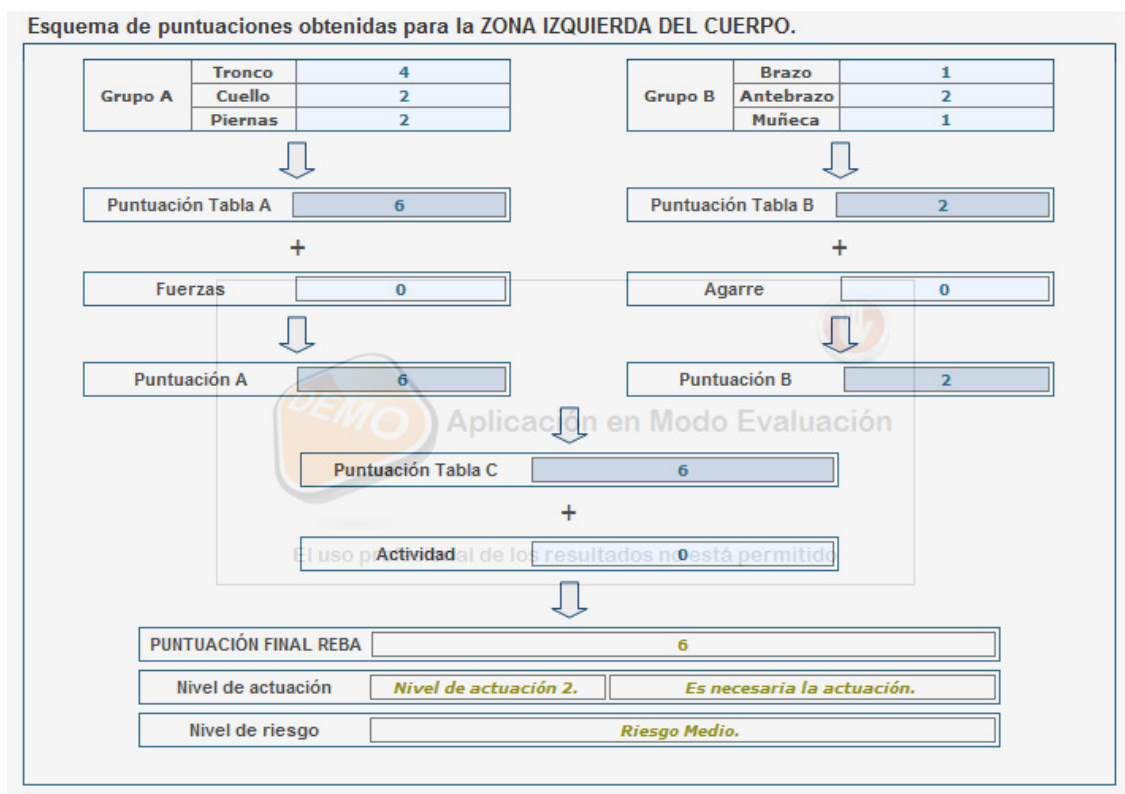 Esquema de puntuaciones obtenidas para la ZONA IZQUIERDA DEL CUERPO.
Grupo A
Tronco 4
Cuello 2
Piernas 2
Grupo B
Brazo 1
Antebrazo 2
Muñeca 1
Puntuación Tabla A 6
Puntuación Tabla B 2
+
+
Fuerzas 0
Agarre 0
Puntuación A 6
Puntuación B 2
DEMO
Aplicación en Modo Evaluación
Puntuación Tabla C 6
+
El uso de los resultados no está permitido
Actividad 0
PUNTUACIÓN FINAL REBA 6
Nivel de actuación Nivel de actuación 2. Es necesaria la actuación.
Nivel de riesgo Riesgo Medio.